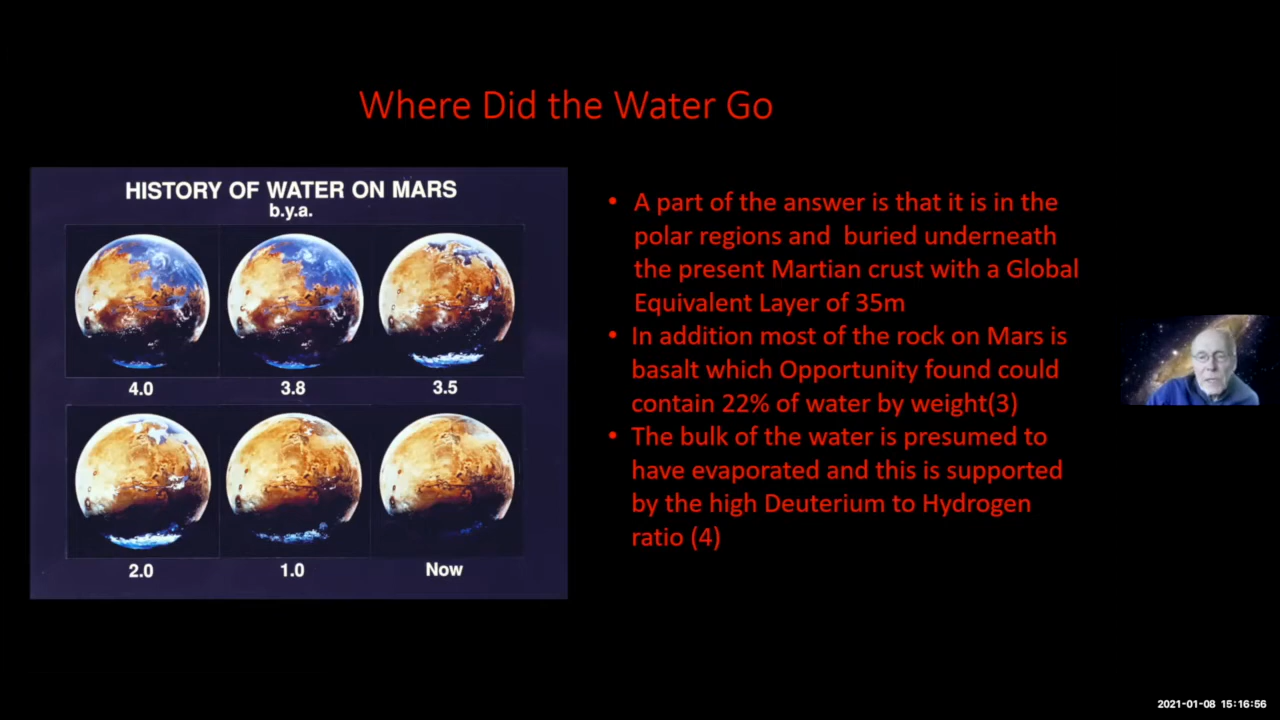 Where Did the Water Go
HISTORY OF WATER ON MARS
b.y.a.
4.0
3.8
3.5
2.0
1.0
Now
• A part of the answer is that it is in the
polar regions and  buried underneath
the present Martian crust with a Global
Equivalent Layer of 35m
• In addition most of the rock on Mars is
basalt which Opportunity found could
contain 22% of water by weight(3)
• The bulk of the water is presumed to
have evaporated and this is supported
by the high Deuterium to Hydrogen
ratio (4)
2021-01-08 15:16:56